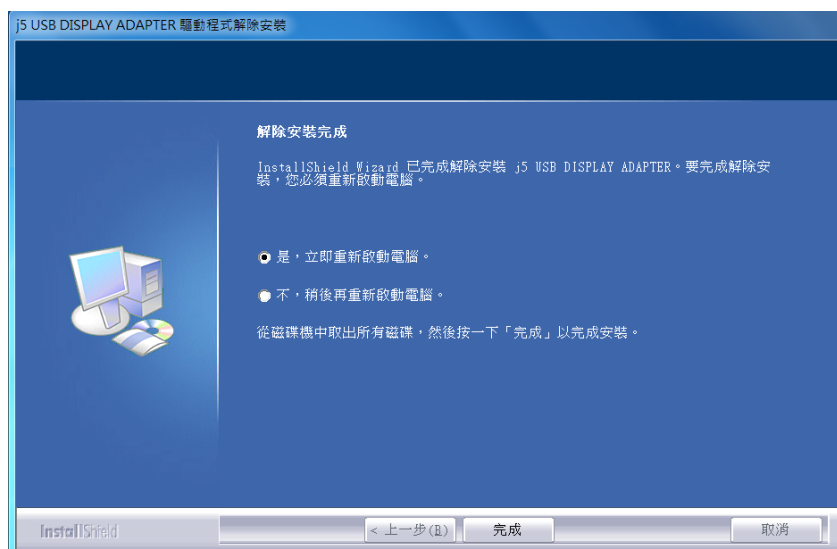 j5 USB DISPLAY ADAPTER 驅動程式解除安裝
解除安裝完成
InstallShield Wizard 已完成解除安裝 j5 USB DISPLAY ADAPTER。要完成解除安
裝，您必須重新啟動電腦。
是，立即重新啟動電腦。
不，稍後再重新啟動電腦。
從磁碟機中取出所有磁碟，然後按一下「完成」以完成安裝。
InstallShield
< 上一步(B) 完成 取消